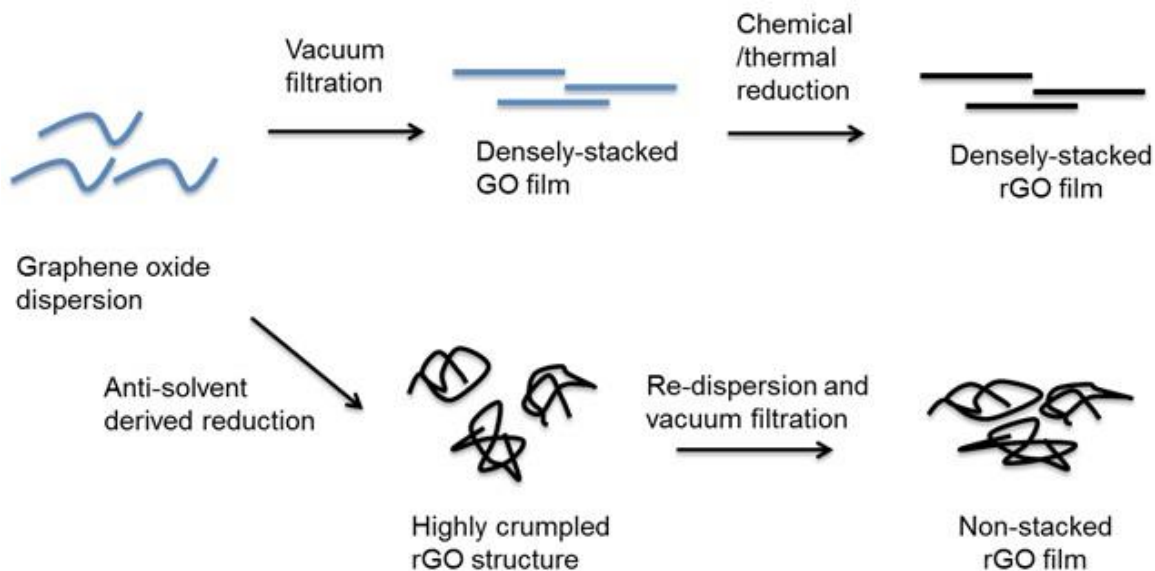 Vacuum
filtration
Chemical
/thermal
reduction
Densely-stacked
GO film
Densely-stacked
rGO film
Graphene oxide
dispersion
Anti-solvent
derived reduction
Re-dispersion and
vacuum filtration
Highly crumpled
rGO structure
Non-stacked
rGO film